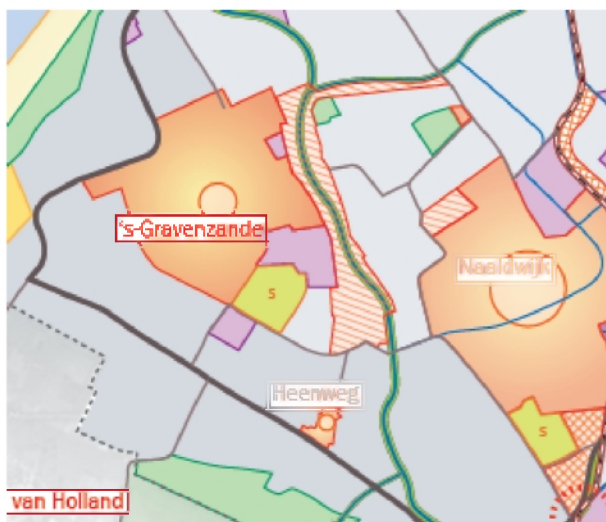 's-Gravenzande
Naaldwijk
s
Heenweg
s
van Holland